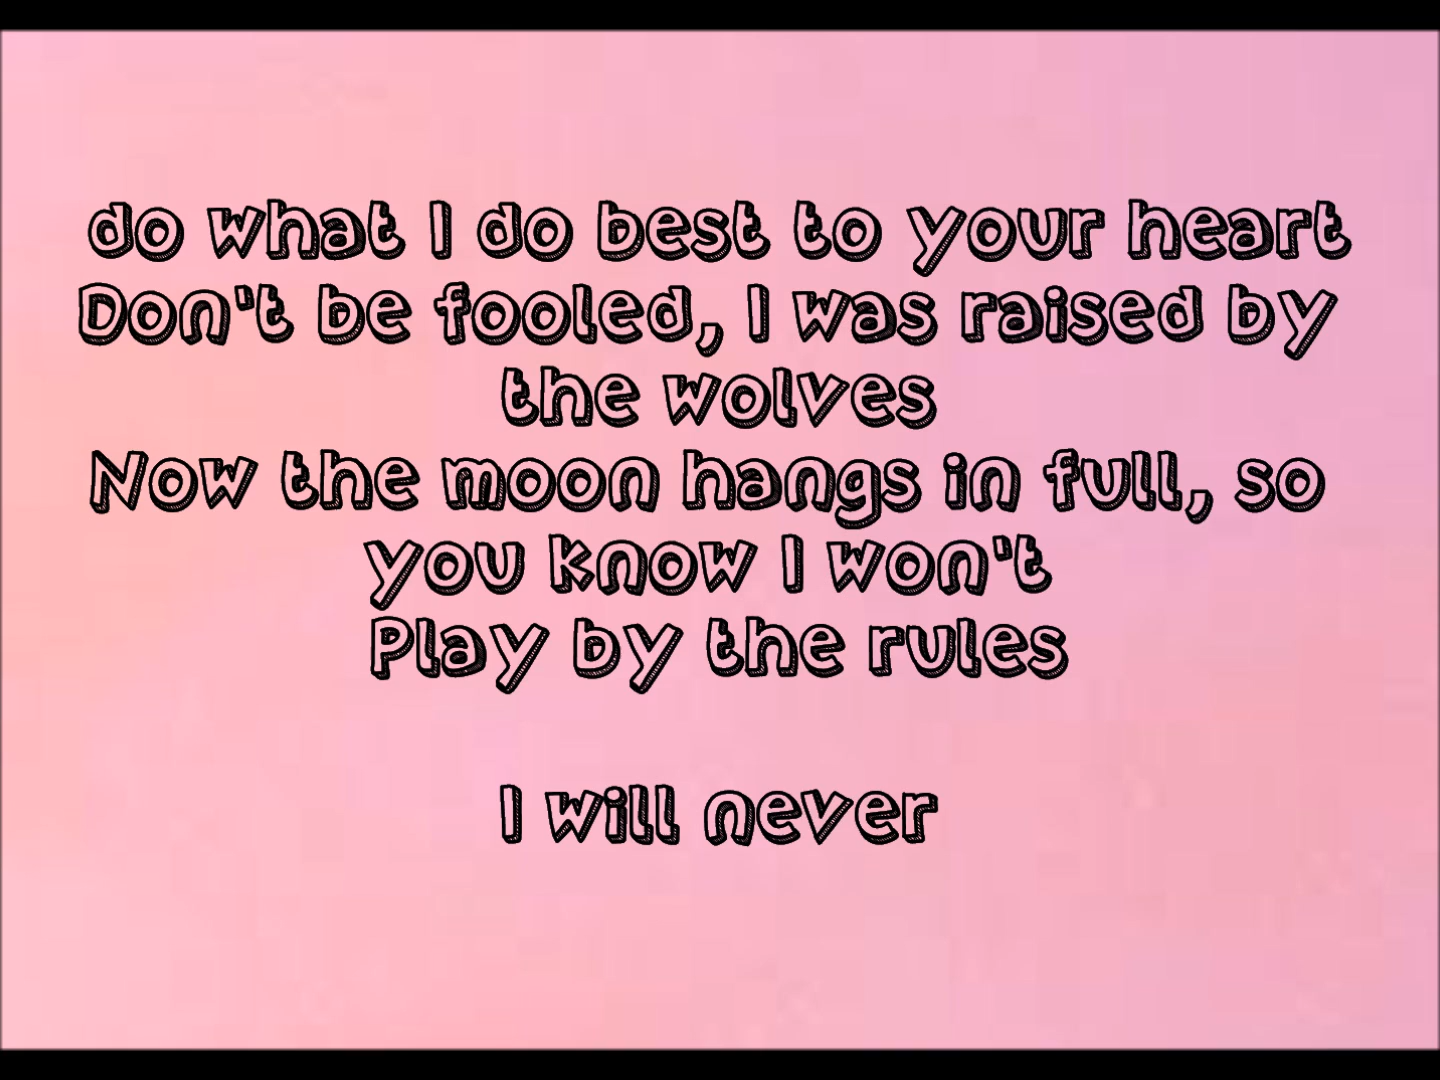 do what I do best to your heart
Don't be fooled, I was raised by
the wolves
Now the moon hangs in full, so
you know I won't
Play by the rules
I will never